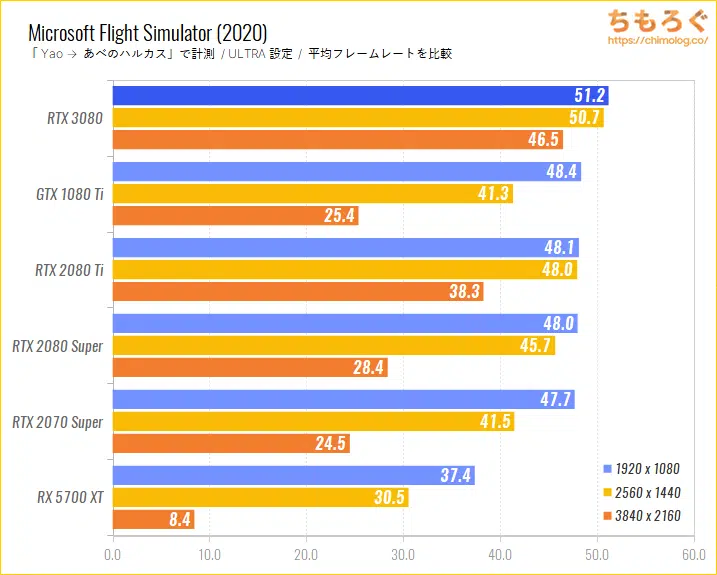 ちもろぐ
https://chimolog.co/
Microsoft Flight Simulator (2020)
「 Yao → あべのハルカス」で計測 / ULTRA 設定 / 平均フレームレートを比較
RTX 3080
51.2
50.7
46.5
GTX 1080 Ti
48.4
41.3
25.4
RTX 2080 Ti
48.1
48.0
38.3
RTX 2080 Super
48.0
45.7
28.4
RTX 2070 Super
47.7
41.5
24.5
RX 5700 XT
37.4
30.5
8.4
1920 x 1080
2560 x 1440
3840 x 2160
0.0 10.0 20.0 30.0 40.0 50.0 60.0